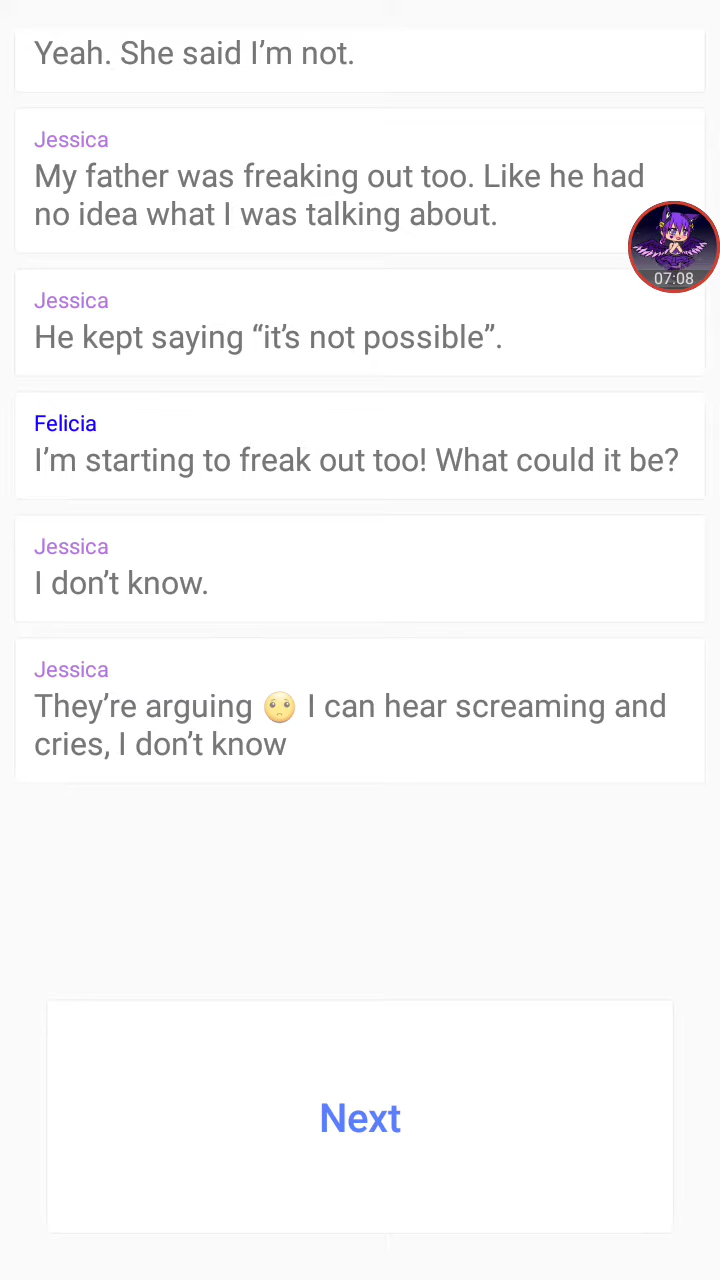 Yeah. She said I’m not.
Jessica
My father was freaking out too. Like he had
no idea what I was talking about.
07:08
Jessica
He kept saying “it’s not possible”.
Felicia
I’m starting to freak out too! What could it be?
Jessica
I don’t know.
Jessica
They’re arguing 🥺 I can hear screaming and
cries, I don’t know
Next